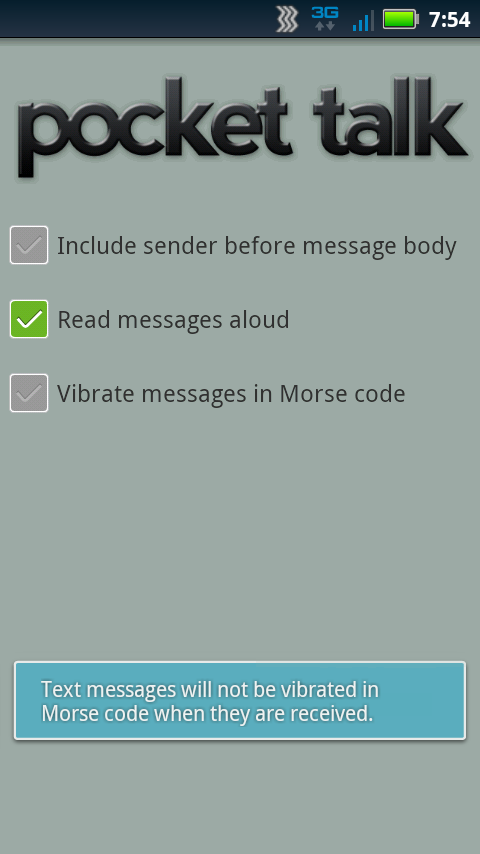 3G 7:54
pocket talk
Include sender before message body
Read messages aloud
Vibrate messages in Morse code
Text messages will not be vibrated in
Morse code when they are received.